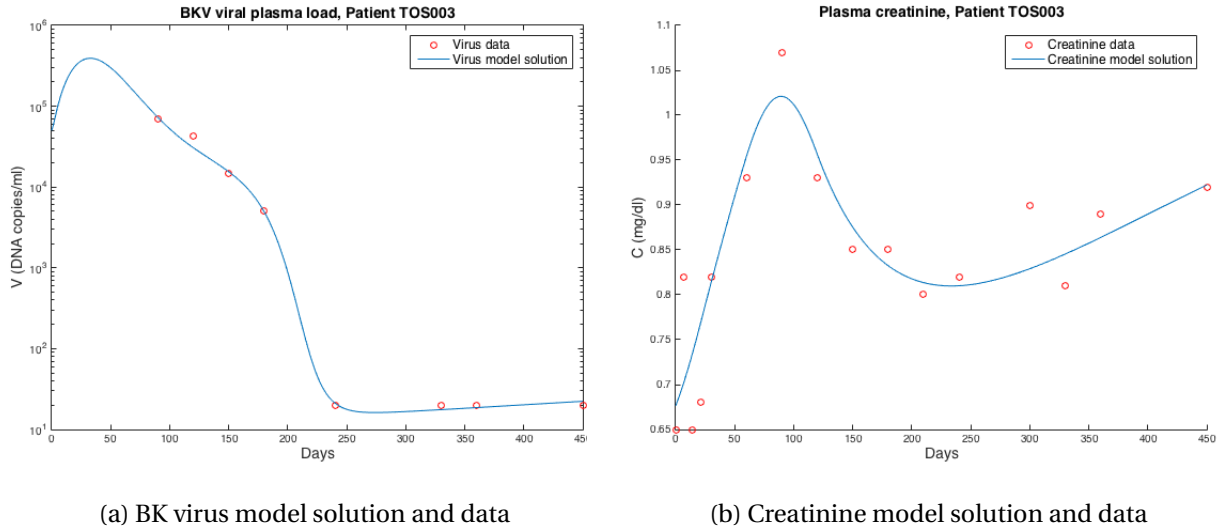 BKV viral plasma load, Patient TOS003
Virus data
Virus model solution
V (DNA copies/ml)
10^6
10^5
10^4
10^3
10^2
10^1
0 50 100 150 200 250 300 350 400 450
Days
(a) BK virus model solution and data
Plasma creatinine, Patient TOS003
Creatinine data
Creatinine model solution
C (mg/dl)
1.1
1.05
1
0.95
0.9
0.85
0.8
0.75
0.7
0.65
0 50 100 150 200 250 300 350 400 450
Days
(b) Creatinine model solution and data